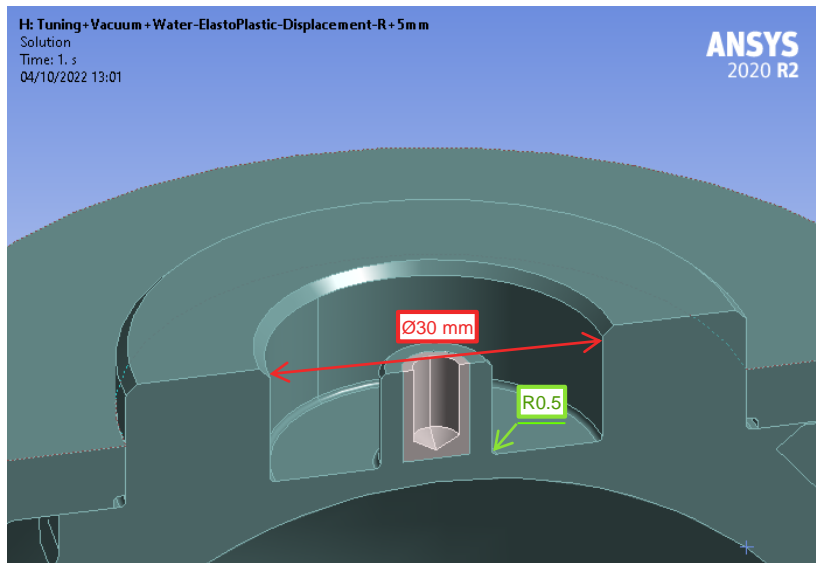 H: Tuning+Vacuum+Water-ElastoPlastic-Displacement-R+5mm
Solution
Time: 1. s
04/10/2022 13:01
ANSYS
2020 R2
Ø30 mm
R0.5